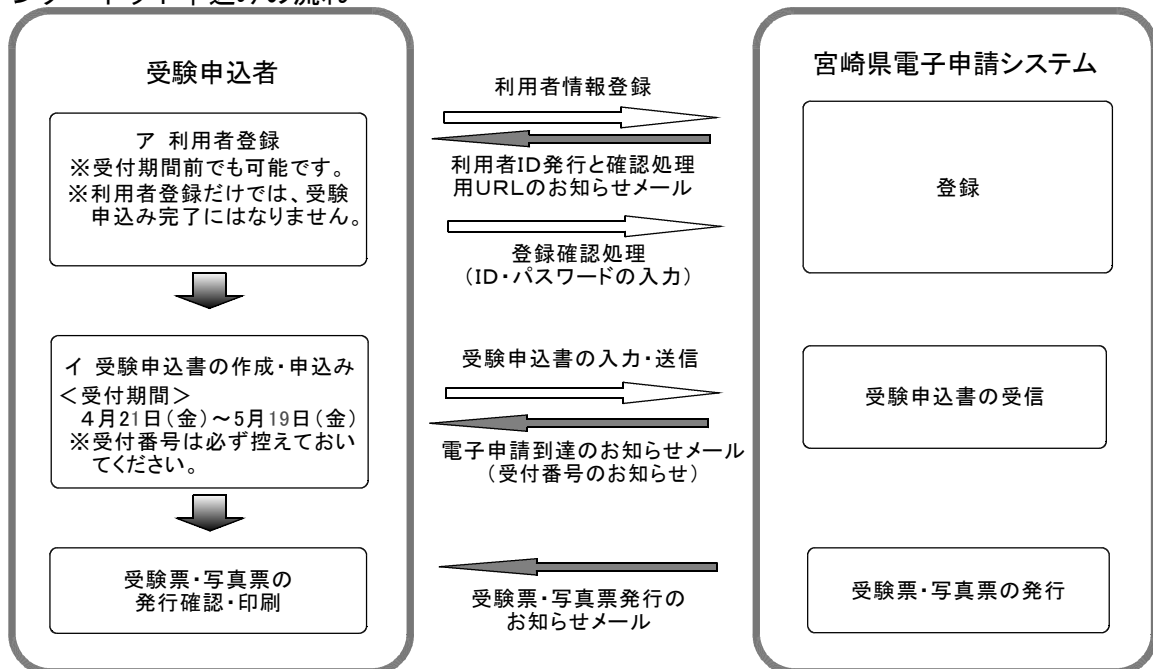 受験申込者
ア 利用者登録
※受付期間前でも可能です。
※利用者登録だけでは、受験
申込み完了にはなりません。
イ 受験申込書の作成・申込み
＜受付期間＞
４月21日（金）～5月19日（金）
※受付番号は必ず控えておい
てください。
受験票・写真票の
発行確認・印刷
利用者情報登録
利用者ID発行と確認処理
用URLのお知らせメール
登録確認処理
（ID・パスワードの入力）
受験申込書の入力・送信
電子申請到達のお知らせメール
（受付番号のお知らせ）
受験票・写真票発行の
お知らせメール
宮崎県電子申請システム
登録
受験申込書の受信
受験票・写真票の発行